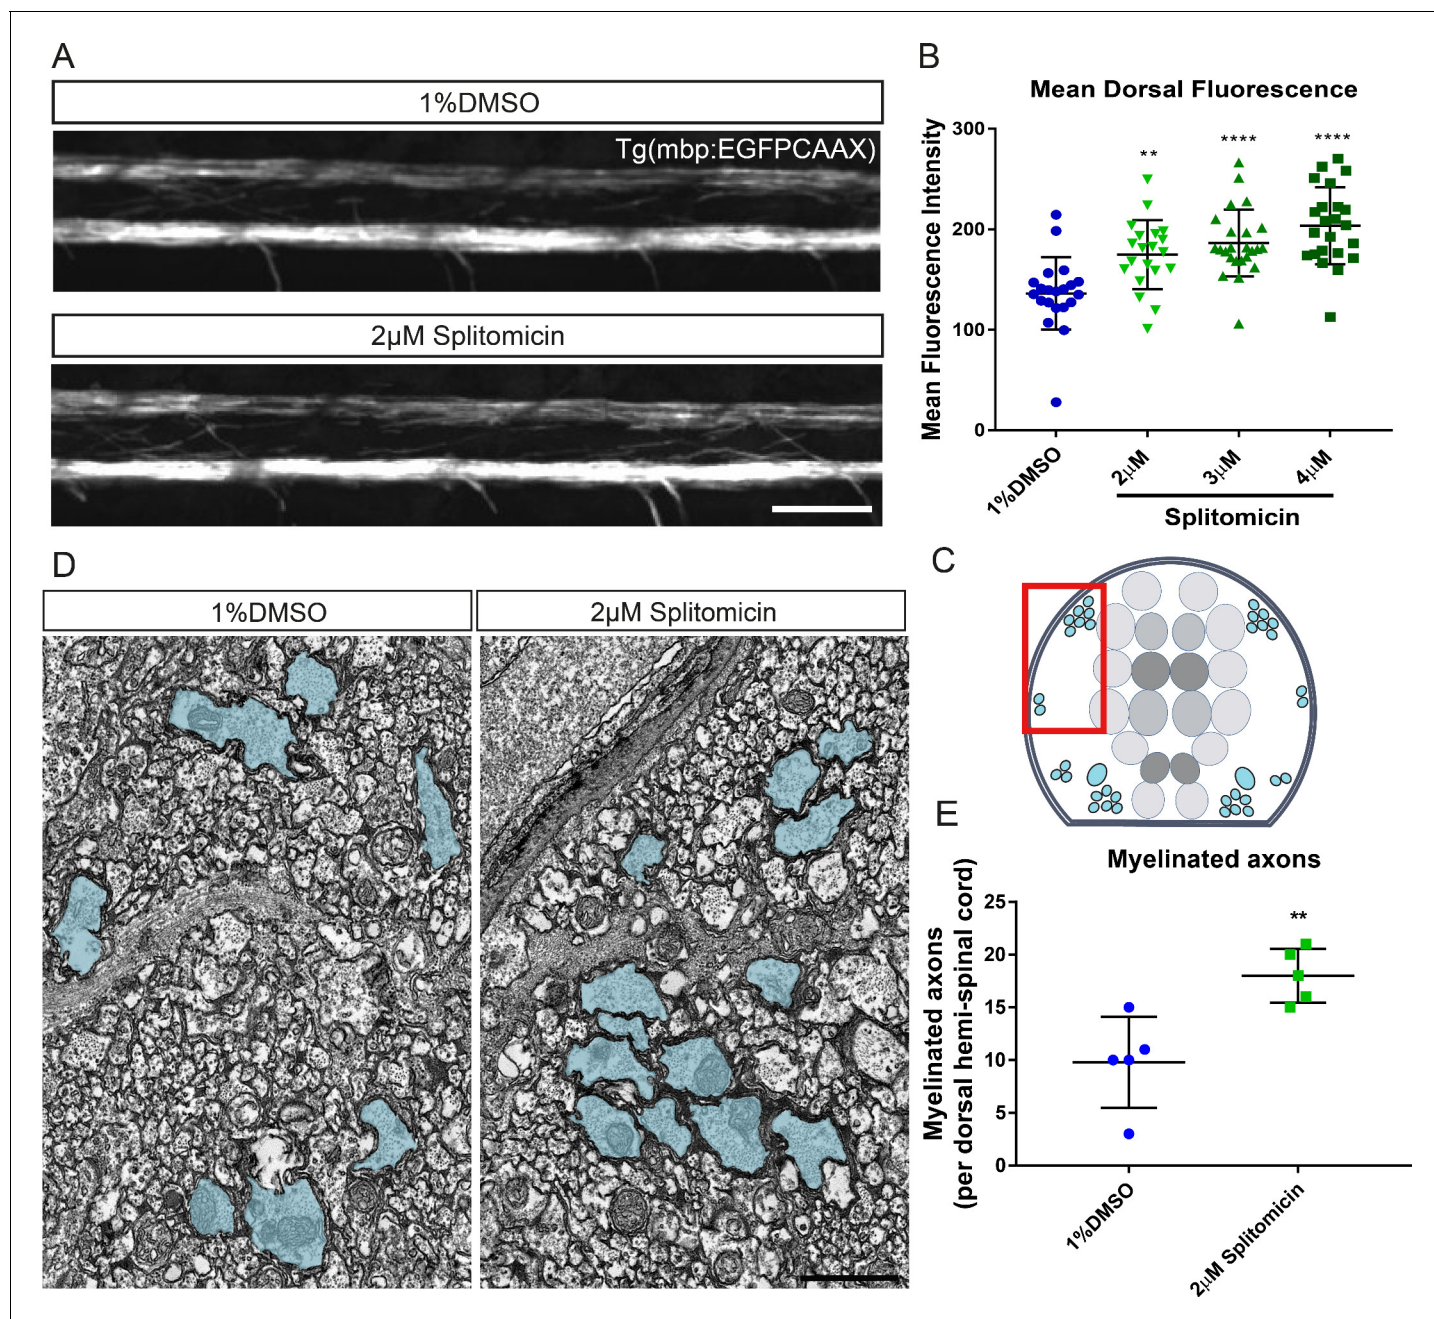 A
1%DMSO
Tg(mbp:EGFPCAAX)
2µM Splitomicin
B
Mean Dorsal Fluorescence
Mean Fluorescence Intensity
300
200
100
0
**
****
****
1%DMSO
2µM
3µM
4µM
Splitomicin
C
D
1%DMSO
2µM Splitomicin
E
Myelinated axons
Myelinated axons
(per dorsal hemi-spinal cord)
25
20
15
10
5
0
**
1%DMSO
2µM Splitomicin